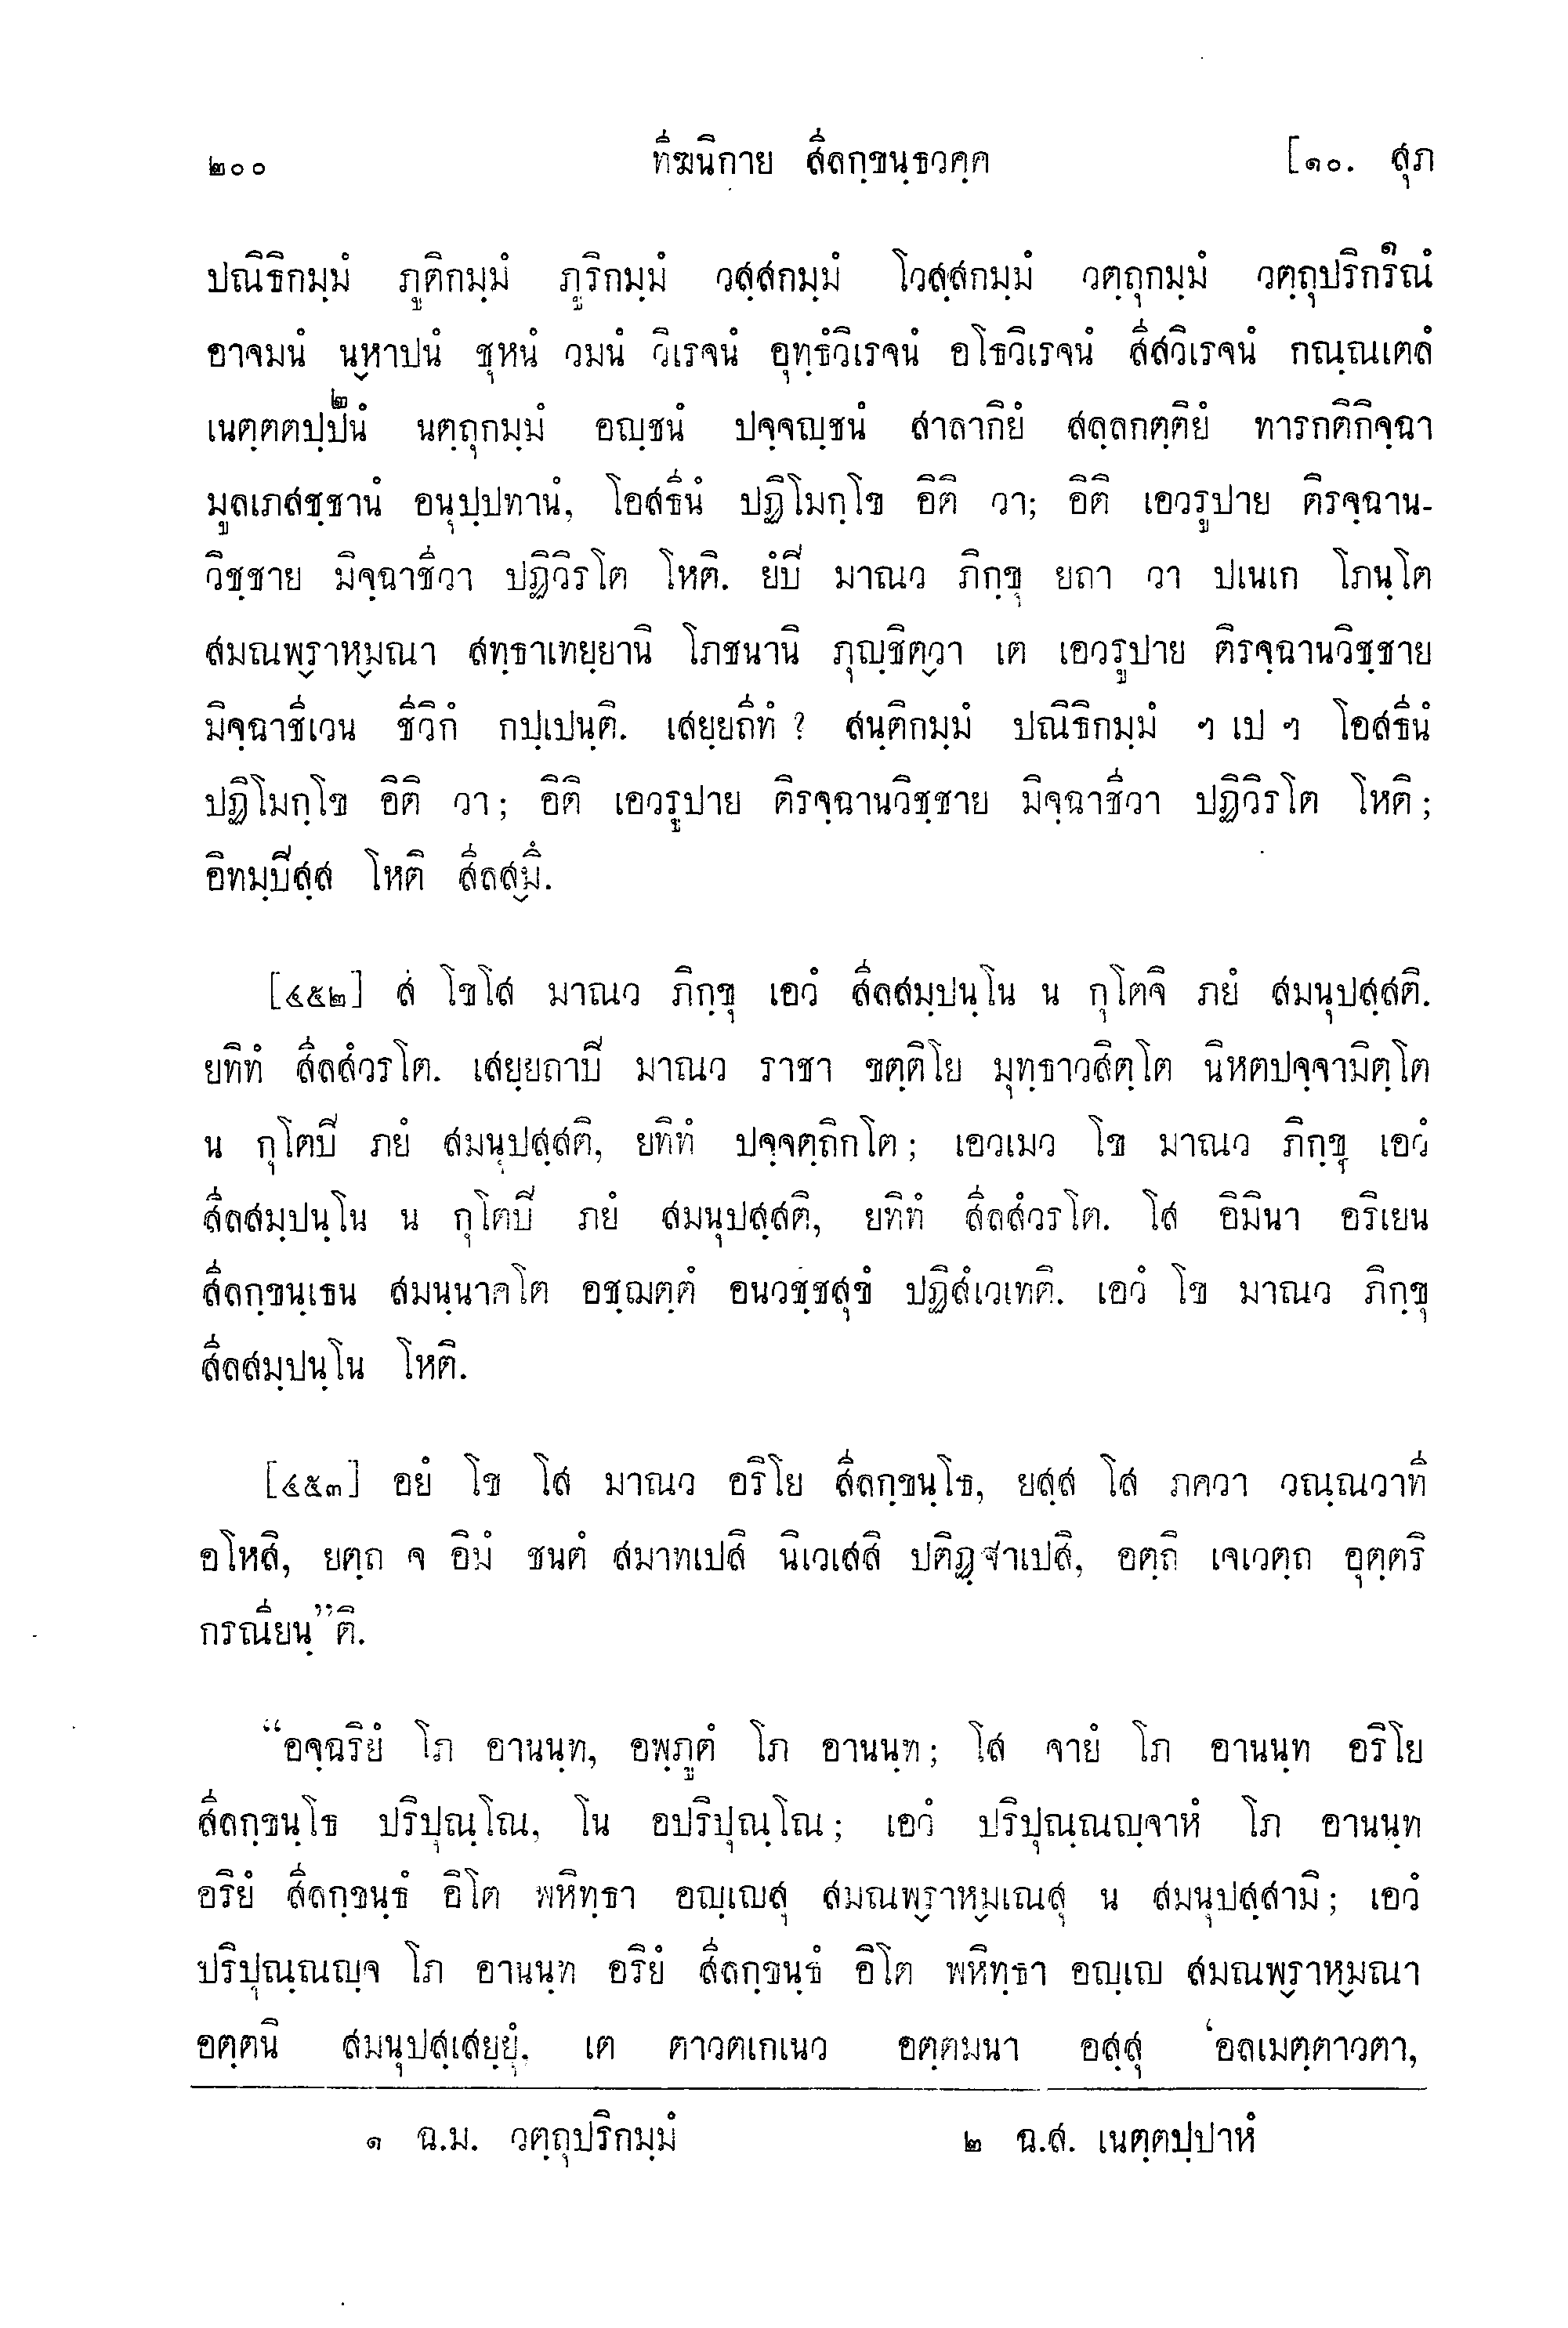 ๒๐๐ ทีฆนิกาย สีลกฺขนฺธวคฺค [๑๐. สุภ
ปณิธิกมฺมํ ภูติกมฺมํ ภูริกมฺมํ วสฺสกมฺมํ โวสฺสกมฺมํ วตฺถุกมฺมํ วตฺถุปริกรณํ๑
อาจมนํ นฺหาปนํ ชุหนํ วมนํ วิเรจนํ อุทฺธํวิเรจนํ อโธวิเรจนํ สีสวิเรจนํ กณฺณเตลํ
เนตฺตตปฺปนํ๒ นตฺถุกมฺมํ อญฺชนํ ปจฺจญฺชนํ สาลากิยํ สลฺลกตฺติยํ ทารกติกิจฺฉา
มูลเภสชฺชานํ อนุปฺปทานํ, โอสธีนํ ปฏิโมกฺโข อิติ วา; อิติ เอวรูปาย ติรจฺฉาน-
วิชฺชาย มิจฺฉาชีวา ปฏิวิรโต โหติ. ยํปี มาณว ภิกฺขุ ยถา วา ปเนเก โภนฺโต
สมณพฺราหฺมณา สทฺธาเทยฺยานิ โภชนานิ ภุญฺชิตฺวา เต เอวรูปาย ติรจฺฉานวิชฺชาย
มิจฺฉาชีเวน ชีวิกํ กปฺเปนฺติ. เสยฺยถีทํ ? สนฺติกมฺมํ ปณิธิกมฺมํ ฯ เป ฯ โอสธีนํ
ปฏิโมกฺโข อิติ วา; อิติ เอวรูปาย ติรจฺฉานวิชฺชาย มิจฺฉาชีวา ปฏิวิรโต โหติ;
อิทมฺปีสฺส โหติ สีลสฺมึ.
[๔๕๒] ส โขโส มาณว ภิกฺขุ เอวํ สีลสมฺปนฺโน น กุโตจิ ภยํ สมนุปสฺสติ.
ยทิทํ สีลสํวรโต. เสยฺยถาปี มาณว ราชา ขตฺติโย มุทฺธาวสิตฺโต นิหตปจฺจามิตฺโต
น กุโตปี ภยํ สมนุปสฺสติ, ยทิทํ ปจฺจตฺถิกโต; เอวเมว โข มาณว ภิกฺขุ เอวํ
สีลสมฺปนฺโน น กุโตปี ภยํ สมนุปสฺสติ, ยทิทํ สีลสํวรโต. โส อิมินา อริเยน
สีลกฺขนฺเธน สมนฺนาคโต อชฺฌตฺตํ อนวชฺชสุขํ ปฏิสํเวเทติ. เอวํ โข มาณว ภิกฺขุ
สีลสมฺปนฺโน โหติ.
[๔๕๓] อยํ โข โส มาณว อริโย สีลกฺขนฺโธ, ยสฺส โส ภควา วณฺณวาที
อโหสิ, ยตฺถ จ อิมํ ชนตํ สมาทเปสิ นิเวเสสิ ปติฏฺฐาเปสิ, อตฺถิ เจเวตฺถ อุตฺตริ
กรณียนฺ”ติ.
“อจฺฉริยํ โภ อานนฺท, อพฺภูตํ โภ อานนฺท; โส จายํ โภ อานนฺท อริโย
สีลกฺขนฺโธ ปริปุณฺโณ, โน อปริปุณฺโณ; เอวํ ปริปุณฺณญฺจาหํ โภ อานนฺท
อริยํ สีลกฺขนฺธํ อิโต พหิทฺธา อญฺเญสุ สมณพฺราหฺมเณสุ น สมนุปสฺสามิ; เอวํ
ปริปุณฺณญฺจ โภ อานนฺท อริยํ สีลกฺขนฺธํ อิโต พหิทฺธา อญฺเญ สมณพฺราหฺมณา
อตฺตนิ สมนุปสฺเสยฺยุํ, เต ตาวตเกเนว อตฺตมนา อสฺสุ ‘อลเมตฺตาวตา,
๑ ฉ.ม. วตฺถุปริกมฺมํ ๒ ฉ.ส. เนตฺตปฺปาหํ